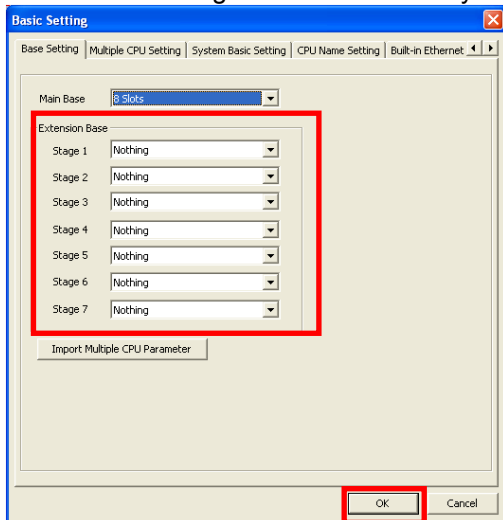 Basic Setting
Base Setting Multiple CPU Setting System Basic Setting CPU Name Setting Built-in Ethernet
Main Base 8 Slots
Extension Base
Stage 1 Nothing
Stage 2 Nothing
Stage 3 Nothing
Stage 4 Nothing
Stage 5 Nothing
Stage 6 Nothing
Stage 7 Nothing
Import Multiple CPU Parameter
OK Cancel